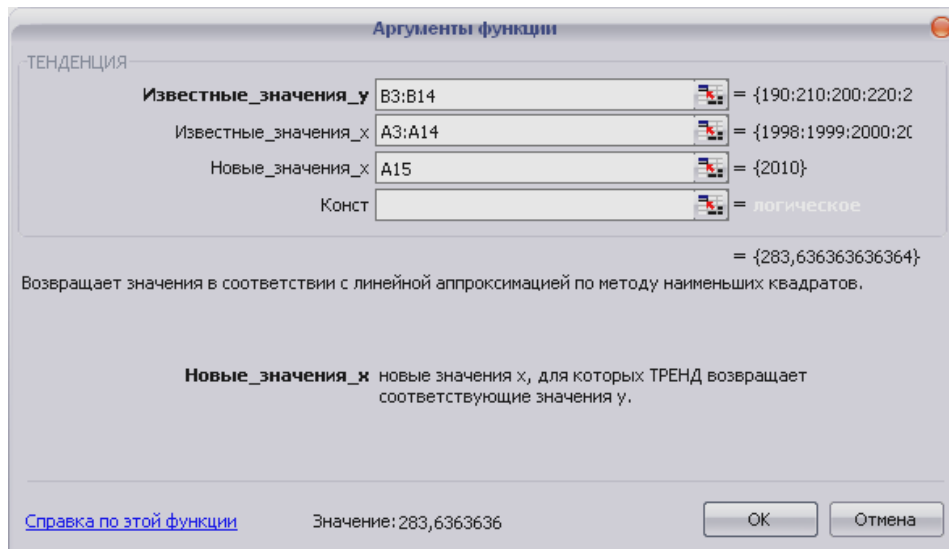 Аргументы функции
ТЕНДЕНЦИЯ
Известные_значения_y B3:B14 = {190:210:200:220:2
Известные_значения_x A3:A14 = {1998:1999:2000:20
Новые_значения_x A15 = {2010}
Конст = логическое
= {283,636363636364}
Возвращает значения в соответствии с линейной аппроксимацией по методу наименьших квадратов.
Новые_значения_x новые значения x, для которых ТРЕНД возвращает
соответствующие значения y.
Справка по этой функции Значение: 283,6363636 OK Отмена